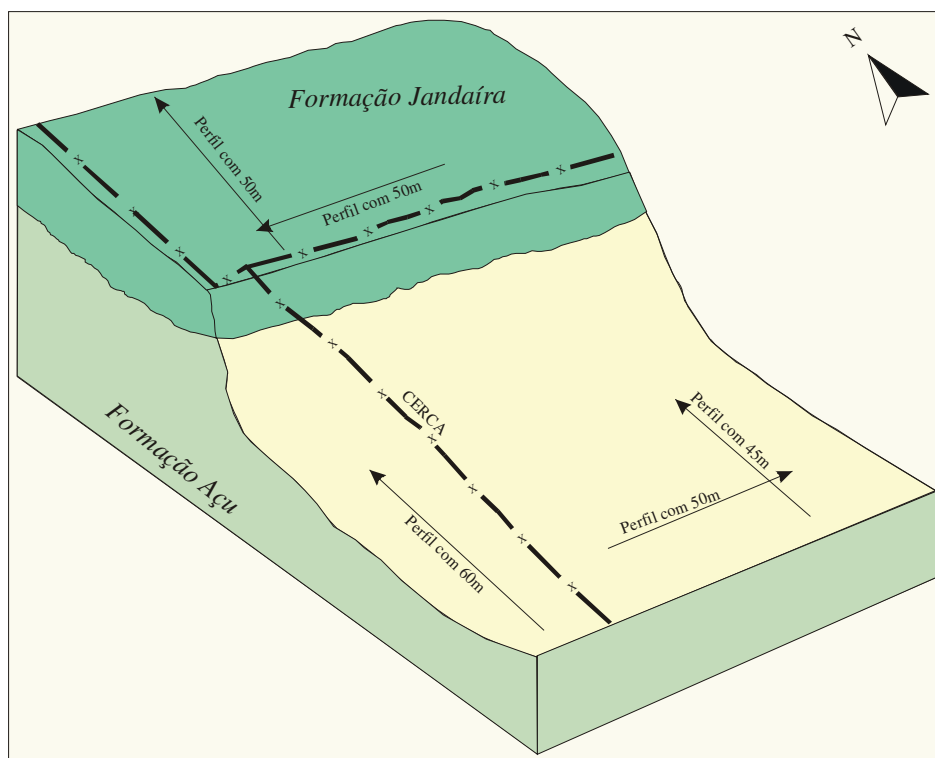 N
Formação Jandaíra
Perfil com 50m
Perfil com 50m
CERCA
Formação Açu
Perfil com 45m
Perfil com 50m
Perfil com 60m